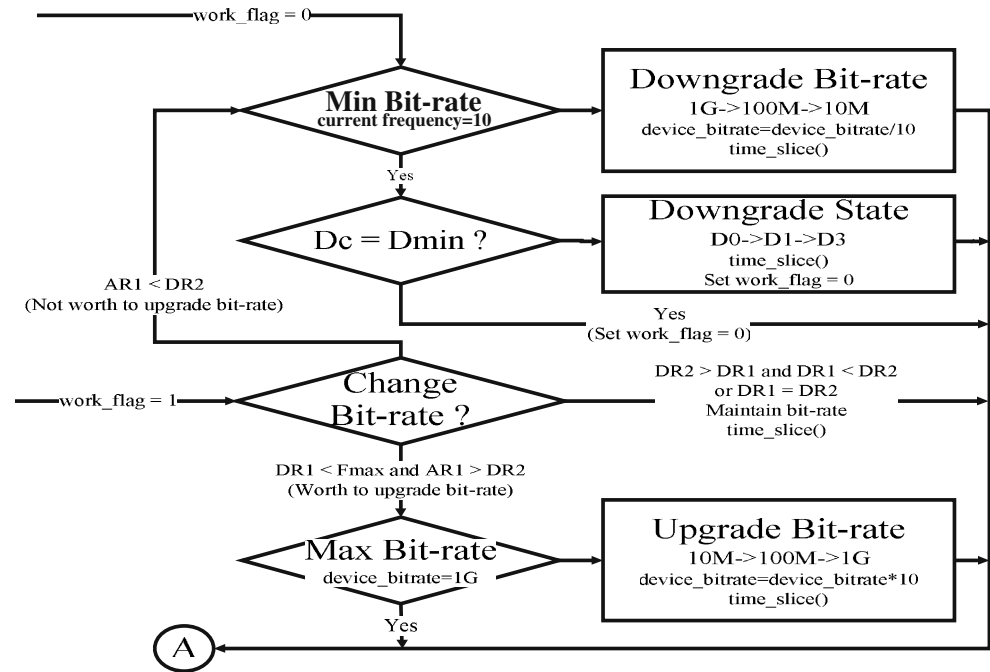 work_flag = 0
Min Bit-rate
current frequency=10
Downgrade Bit-rate
1G->100M->10M
device_bitrate=device_bitrate/10
time_slice()
Yes
Dc = Dmin ?
Downgrade State
D0->D1->D3
time_slice()
Set work_flag = 0
AR1 < DR2
(Not worth to upgrade bit-rate)
Yes
(Set work_flag = 0)
work_flag = 1
Change
Bit-rate ?
DR2 > DR1 and DR1 < DR2
or DR1 = DR2
Maintain bit-rate
time_slice()
DR1 < Fmax and AR1 > DR2
(Worth to upgrade bit-rate)
Max Bit-rate
device_bitrate=1G
Upgrade Bit-rate
10M->100M->1G
device_bitrate=device_bitrate*10
time_slice()
Yes
A